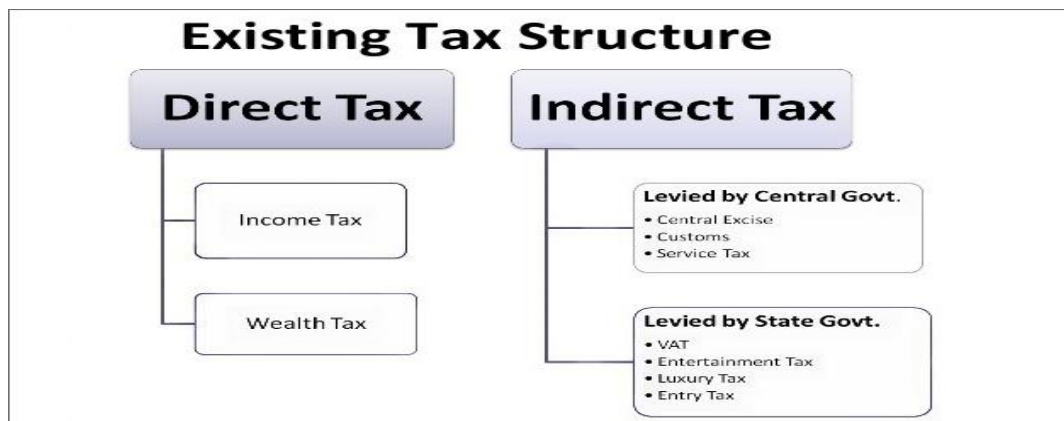 Existing Tax Structure
Direct Tax
Income Tax
Wealth Tax
Indirect Tax
Levied by Central Govt.
• Central Excise
• Customs
• Service Tax
Levied by State Govt.
• VAT
• Entertainment Tax
• Luxury Tax
• Entry Tax